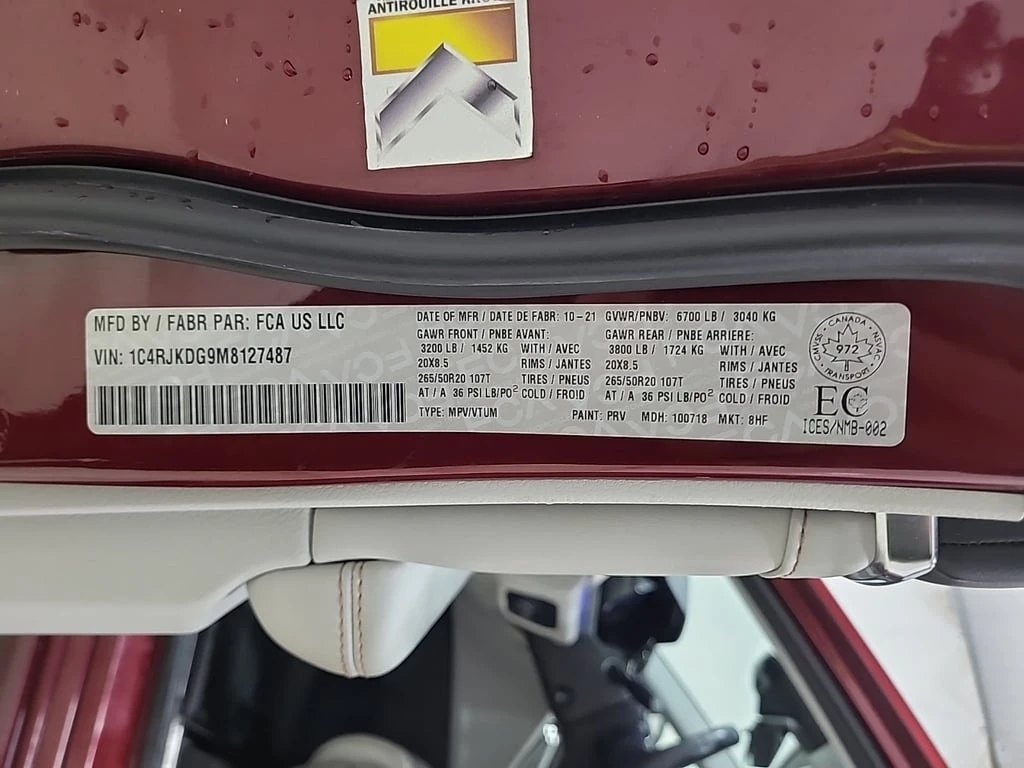 ANTIROUILLE
MFD BY / FABR PAR: FCA US LLC
VIN: 1C4RJKDG9M8127487
DATE OF MFR / DATE DE FABR: 10-21
GAWR FRONT / PNBE AVANT:
3200 LB / 1452 KG WITH / AVEC
20X8.5 RIMS / JANTES
265/50R20 107T TIRES / PNEUS
AT / A 36 PSI LB/PO² COLD / FROID
TYPE: MPV/VTUM
GVWR/PNBV: 6700 LB / 3040 KG
GAWR REAR / PNBE ARRIERE:
3800 LB / 1724 KG WITH / AVEC
20X8.5 RIMS / JANTES
265/50R20 107T TIRES / PNEUS
AT / A 36 PSI LB/PO² COLD / FROID
PAINT: PRV MDH: 100718 MKT: 8HF
CANADA
CMVSS NSVAC
972
TRANSPORT
EC
ICES/NMB-002